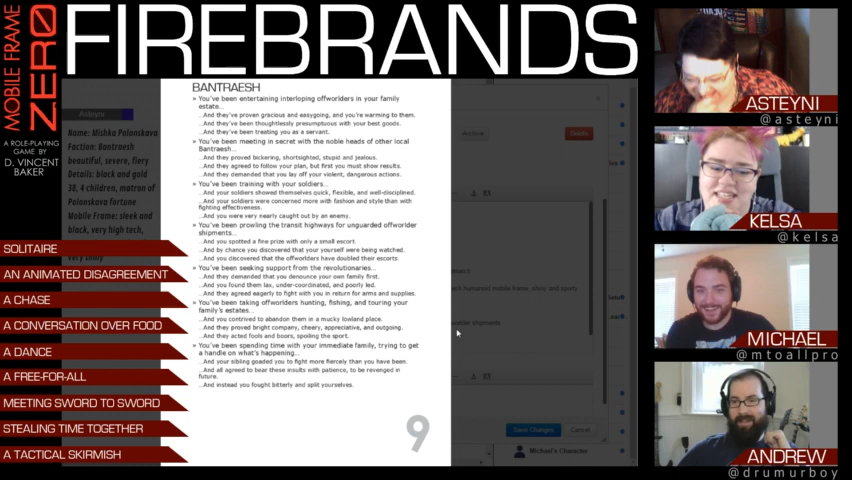 MOBILE FRAME
ZERØ
FIREBRANDS
A ROLE-PLAYING
GAME BY
D. VINCENT
BAKER
SOLITAIRE
AN ANIMATED DISAGREEMENT
A CHASE
A CONVERSATION OVER FOOD
A DANCE
A FREE-FOR-ALL
MEETING SWORD TO SWORD
STEALING TIME TOGETHER
A TACTICAL SKIRMISH
Asteyni
Name: Mishka Polonskava
Faction: Bantraesh
beautiful, severe, fiery
Details: black and gold
38, 4 children, matron of
Polonskava fortune
Mobile Frame: sleek and
black, very high tech,
very shiny
BANTRAESH
» You've been entertaining interloping offworlders in your family
estate...
...And they've proven gracious and easygoing, and you're warming to them.
...And they've been thoughtlessly presumptuous with your best goods.
...And they've been treating you as a servant.
» You've been meeting in secret with the noble heads of other local
Bantraesh...
...And they proved bickering, shortsighted, stupid and jealous.
...And they agreed to follow your plan, but first you must show results.
...And they demanded that you lay off your violent, dangerous actions.
» You've been training with your soldiers...
...And your soldiers showed themselves quick, flexible, and well-disciplined.
...And your soldiers were concerned more with fashion and style than with
fighting effectiveness.
...And you were very nearly caught out by an enemy.
» You've been prowling the transit highways for unguarded offworlder
shipments...
...And you spotted a fine prize with only a small escort.
...And by chance you discovered that your yourself were being watched.
...And you discovered that the offworlders have doubled their escorts.
» You've been seeking support from the revolutionaries...
...And they demanded that you denounce your own family first.
...And you found them lax, under-coordinated, and poorly led.
...And they agreed eagerly to fight with you in return for arms and supplies.
» You've been taking offworlders hunting, fishing, and touring your
family's estates...
...And you contrived to abandon them in a mucky lowland place.
...And they proved bright company, cheery, appreciative, and outgoing.
...And they acted fools and boors, spoiling the sport.
» You've been spending time with your immediate family, trying to get
a handle on what's happening...
...And your sibling goaded you to fight more fiercely than you have been.
...And all agreed to bear these insults with patience, to be revenged in
future.
...And instead you fought bitterly and split yourselves.
9
Archive
Delete
Save Changes
Cancel
Michael's Character
ASTEYNI
@asteyni
KELSA
@kelsa
MICHAEL
@mtoallpro
ANDREW
@drumurboy